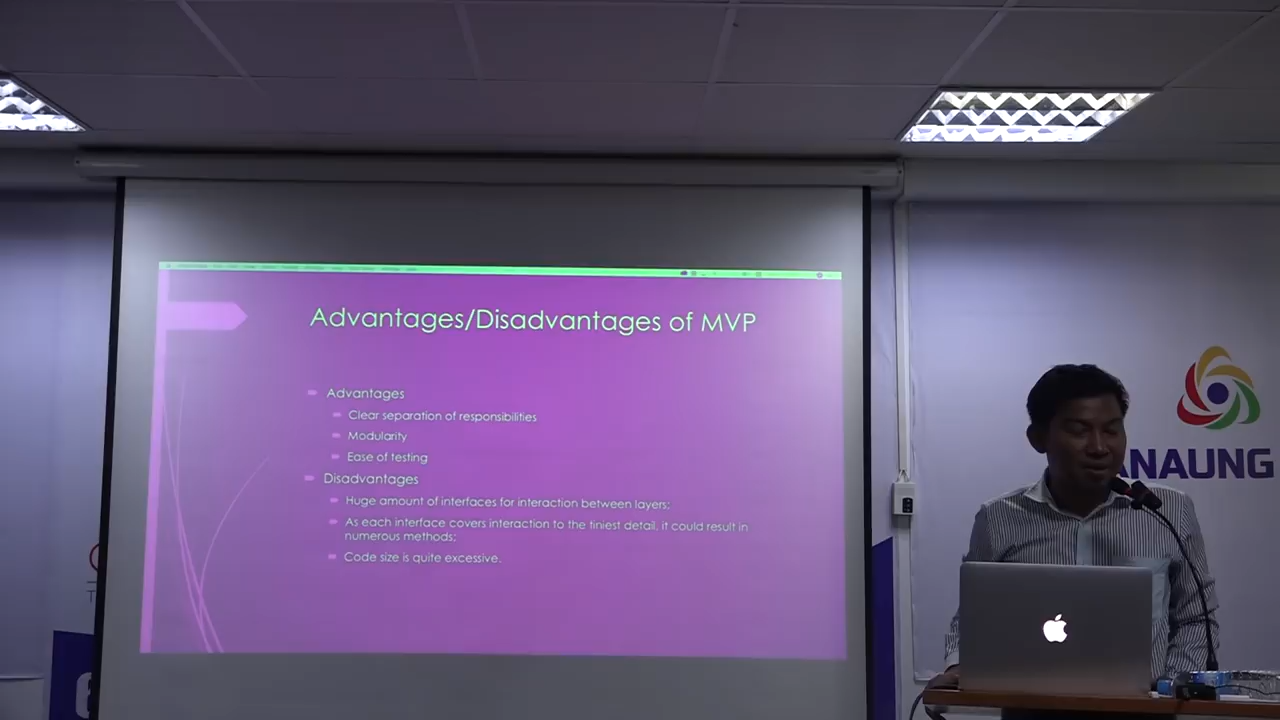 Advantages/Disadvantages of MVP
Advantages
Clear separation of responsibilities
Modularity
Ease of testing
Disadvantages
Huge amount of interfaces for interaction between layers;
As each interface covers interaction to the tiniest detail, it could result in
numerous methods;
Code size is quite excessive.
ANAUNG